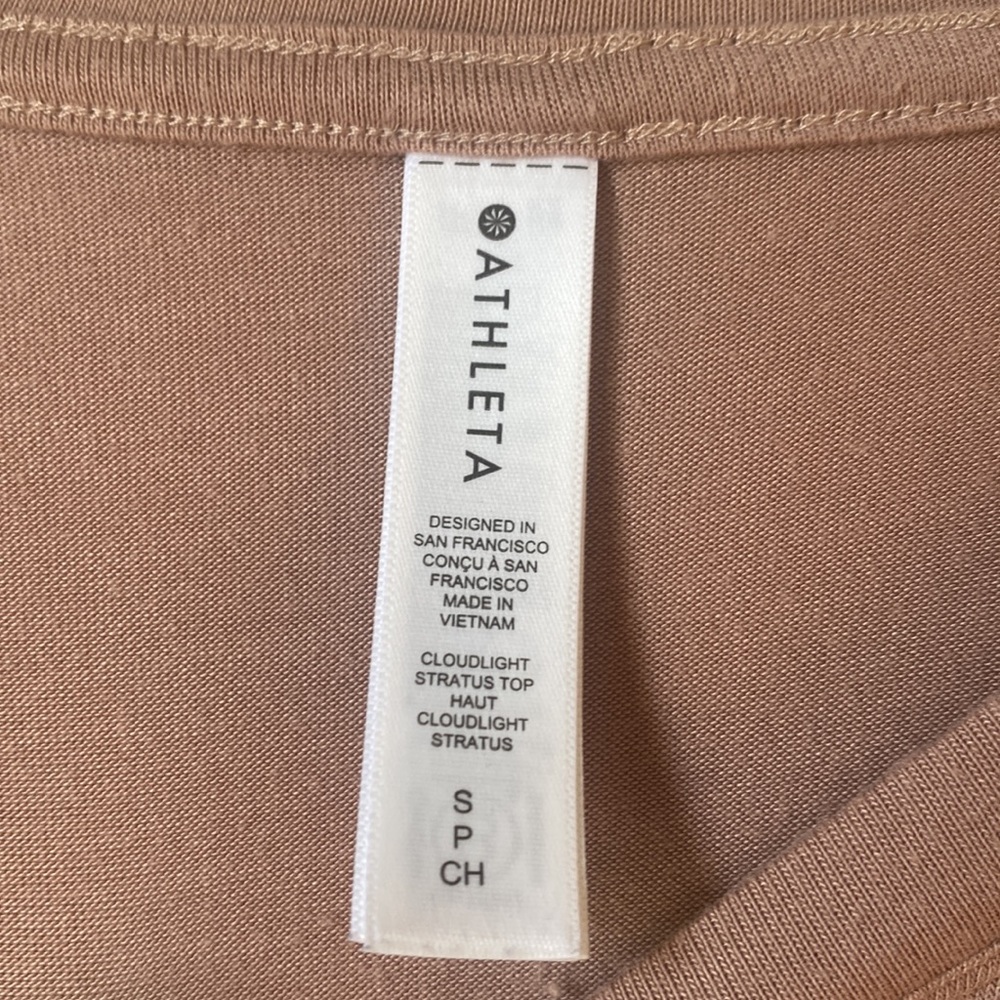 ATHLETA
DESIGNED IN
SAN FRANCISCO
CONÇU À SAN
FRANCISCO
MADE IN
VIETNAM
CLOUDLIGHT
STRATUS TOP
HAUT
CLOUDLIGHT
STRATUS
S
P
CH